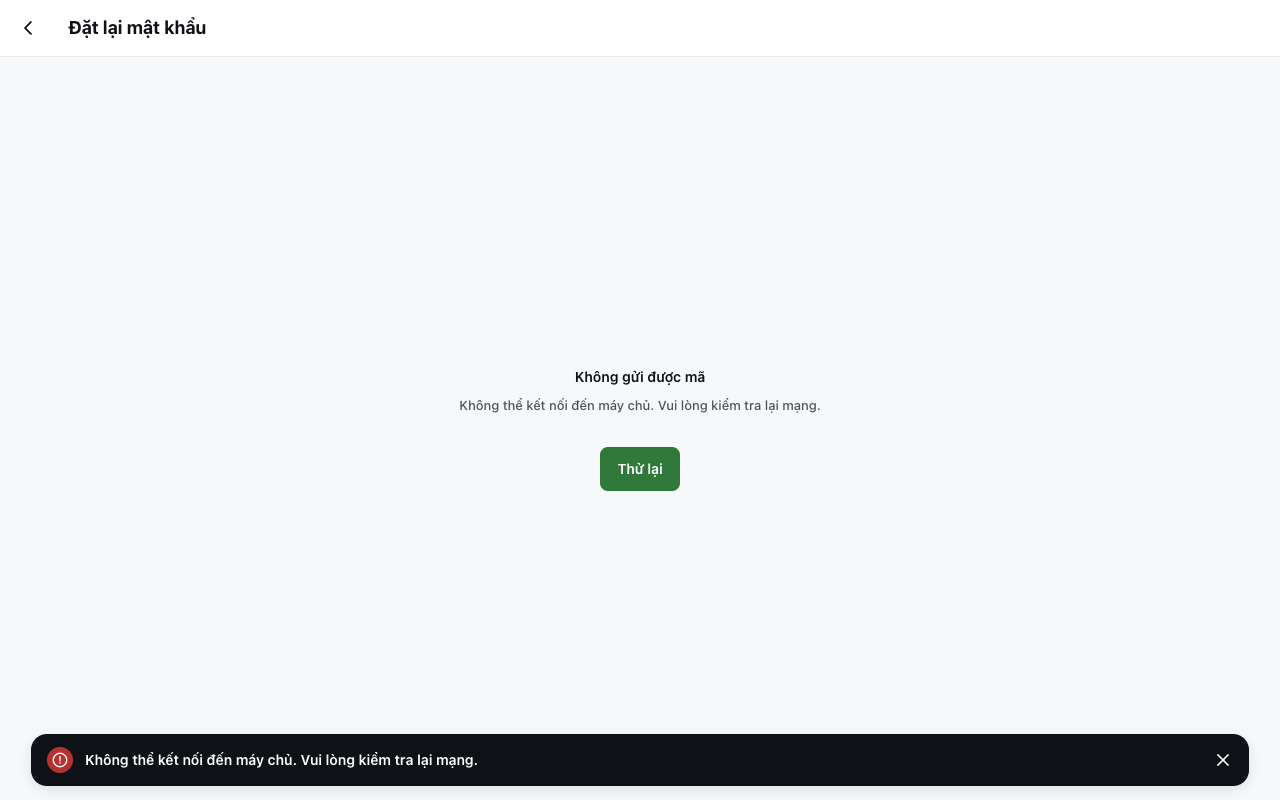 Đặt lại mật khẩu
Không gửi được mã
Không thể kết nối đến máy chủ. Vui lòng kiểm tra lại mạng.
Thử lại
Không thể kết nối đến máy chủ. Vui lòng kiểm tra lại mạng.